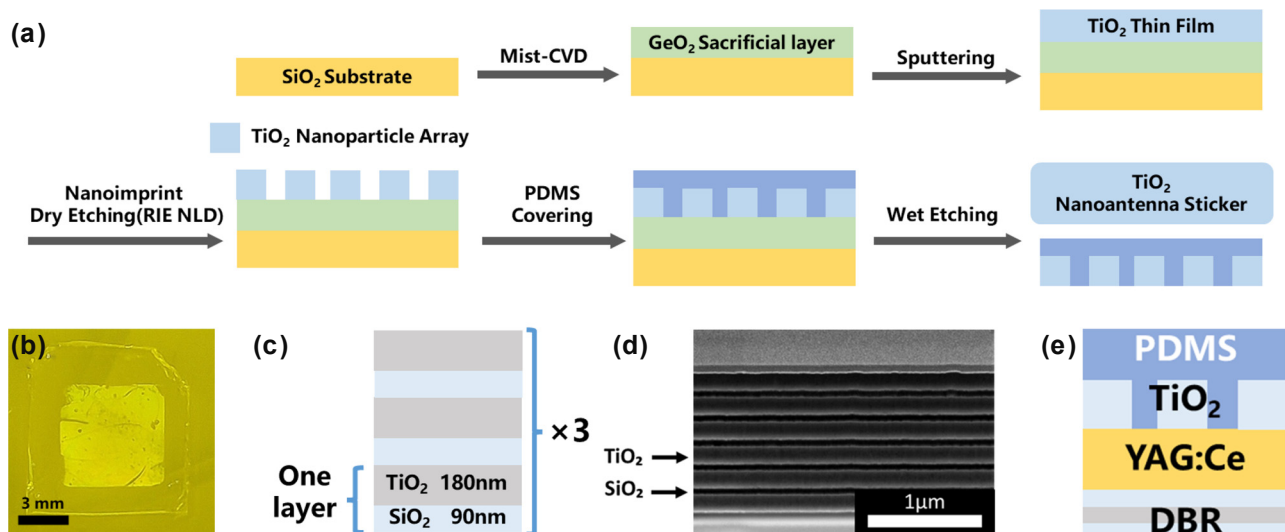 (a)
SiO₂ Substrate
Mist-CVD
GeO₂ Sacrificial layer
Sputtering
TiO₂ Thin Film
TiO₂ Nanoparticle Array
Nanoimprint
Dry Etching(RIE NLD)
PDMS
Covering
Wet Etching
TiO₂
Nanoantenna Sticker
(b)
3 mm
(c)
×3
One
layer
TiO₂ 180nm
SiO₂ 90nm
(d)
TiO₂
SiO₂
1μm
(e)
PDMS
TiO₂
YAG:Ce
DBR